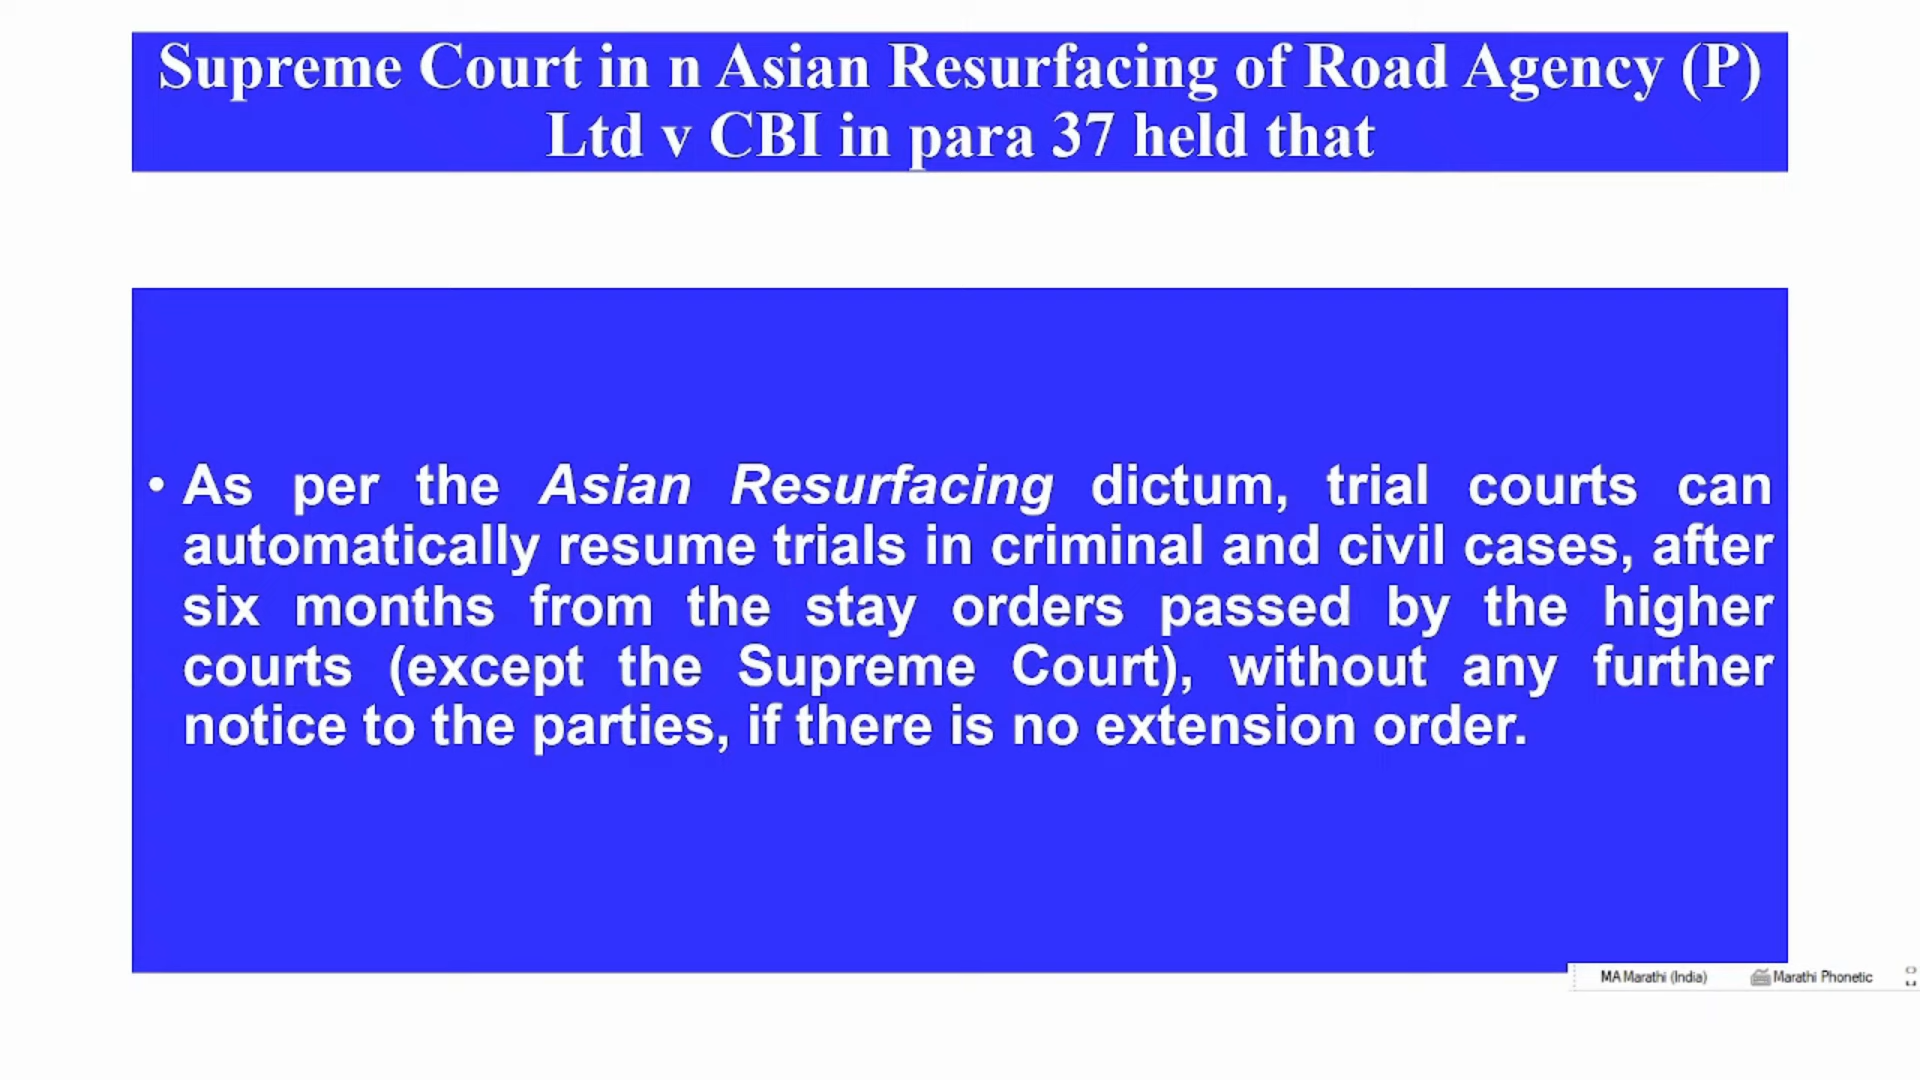 Supreme Court in n Asian Resurfacing of Road Agency (P)
Ltd v CBI in para 37 held that
• As per the Asian Resurfacing dictum, trial courts can
automatically resume trials in criminal and civil cases, after
six months from the stay orders passed by the higher
courts (except the Supreme Court), without any further
notice to the parties, if there is no extension order.
MA Marathi (India) Marathi Phonetic